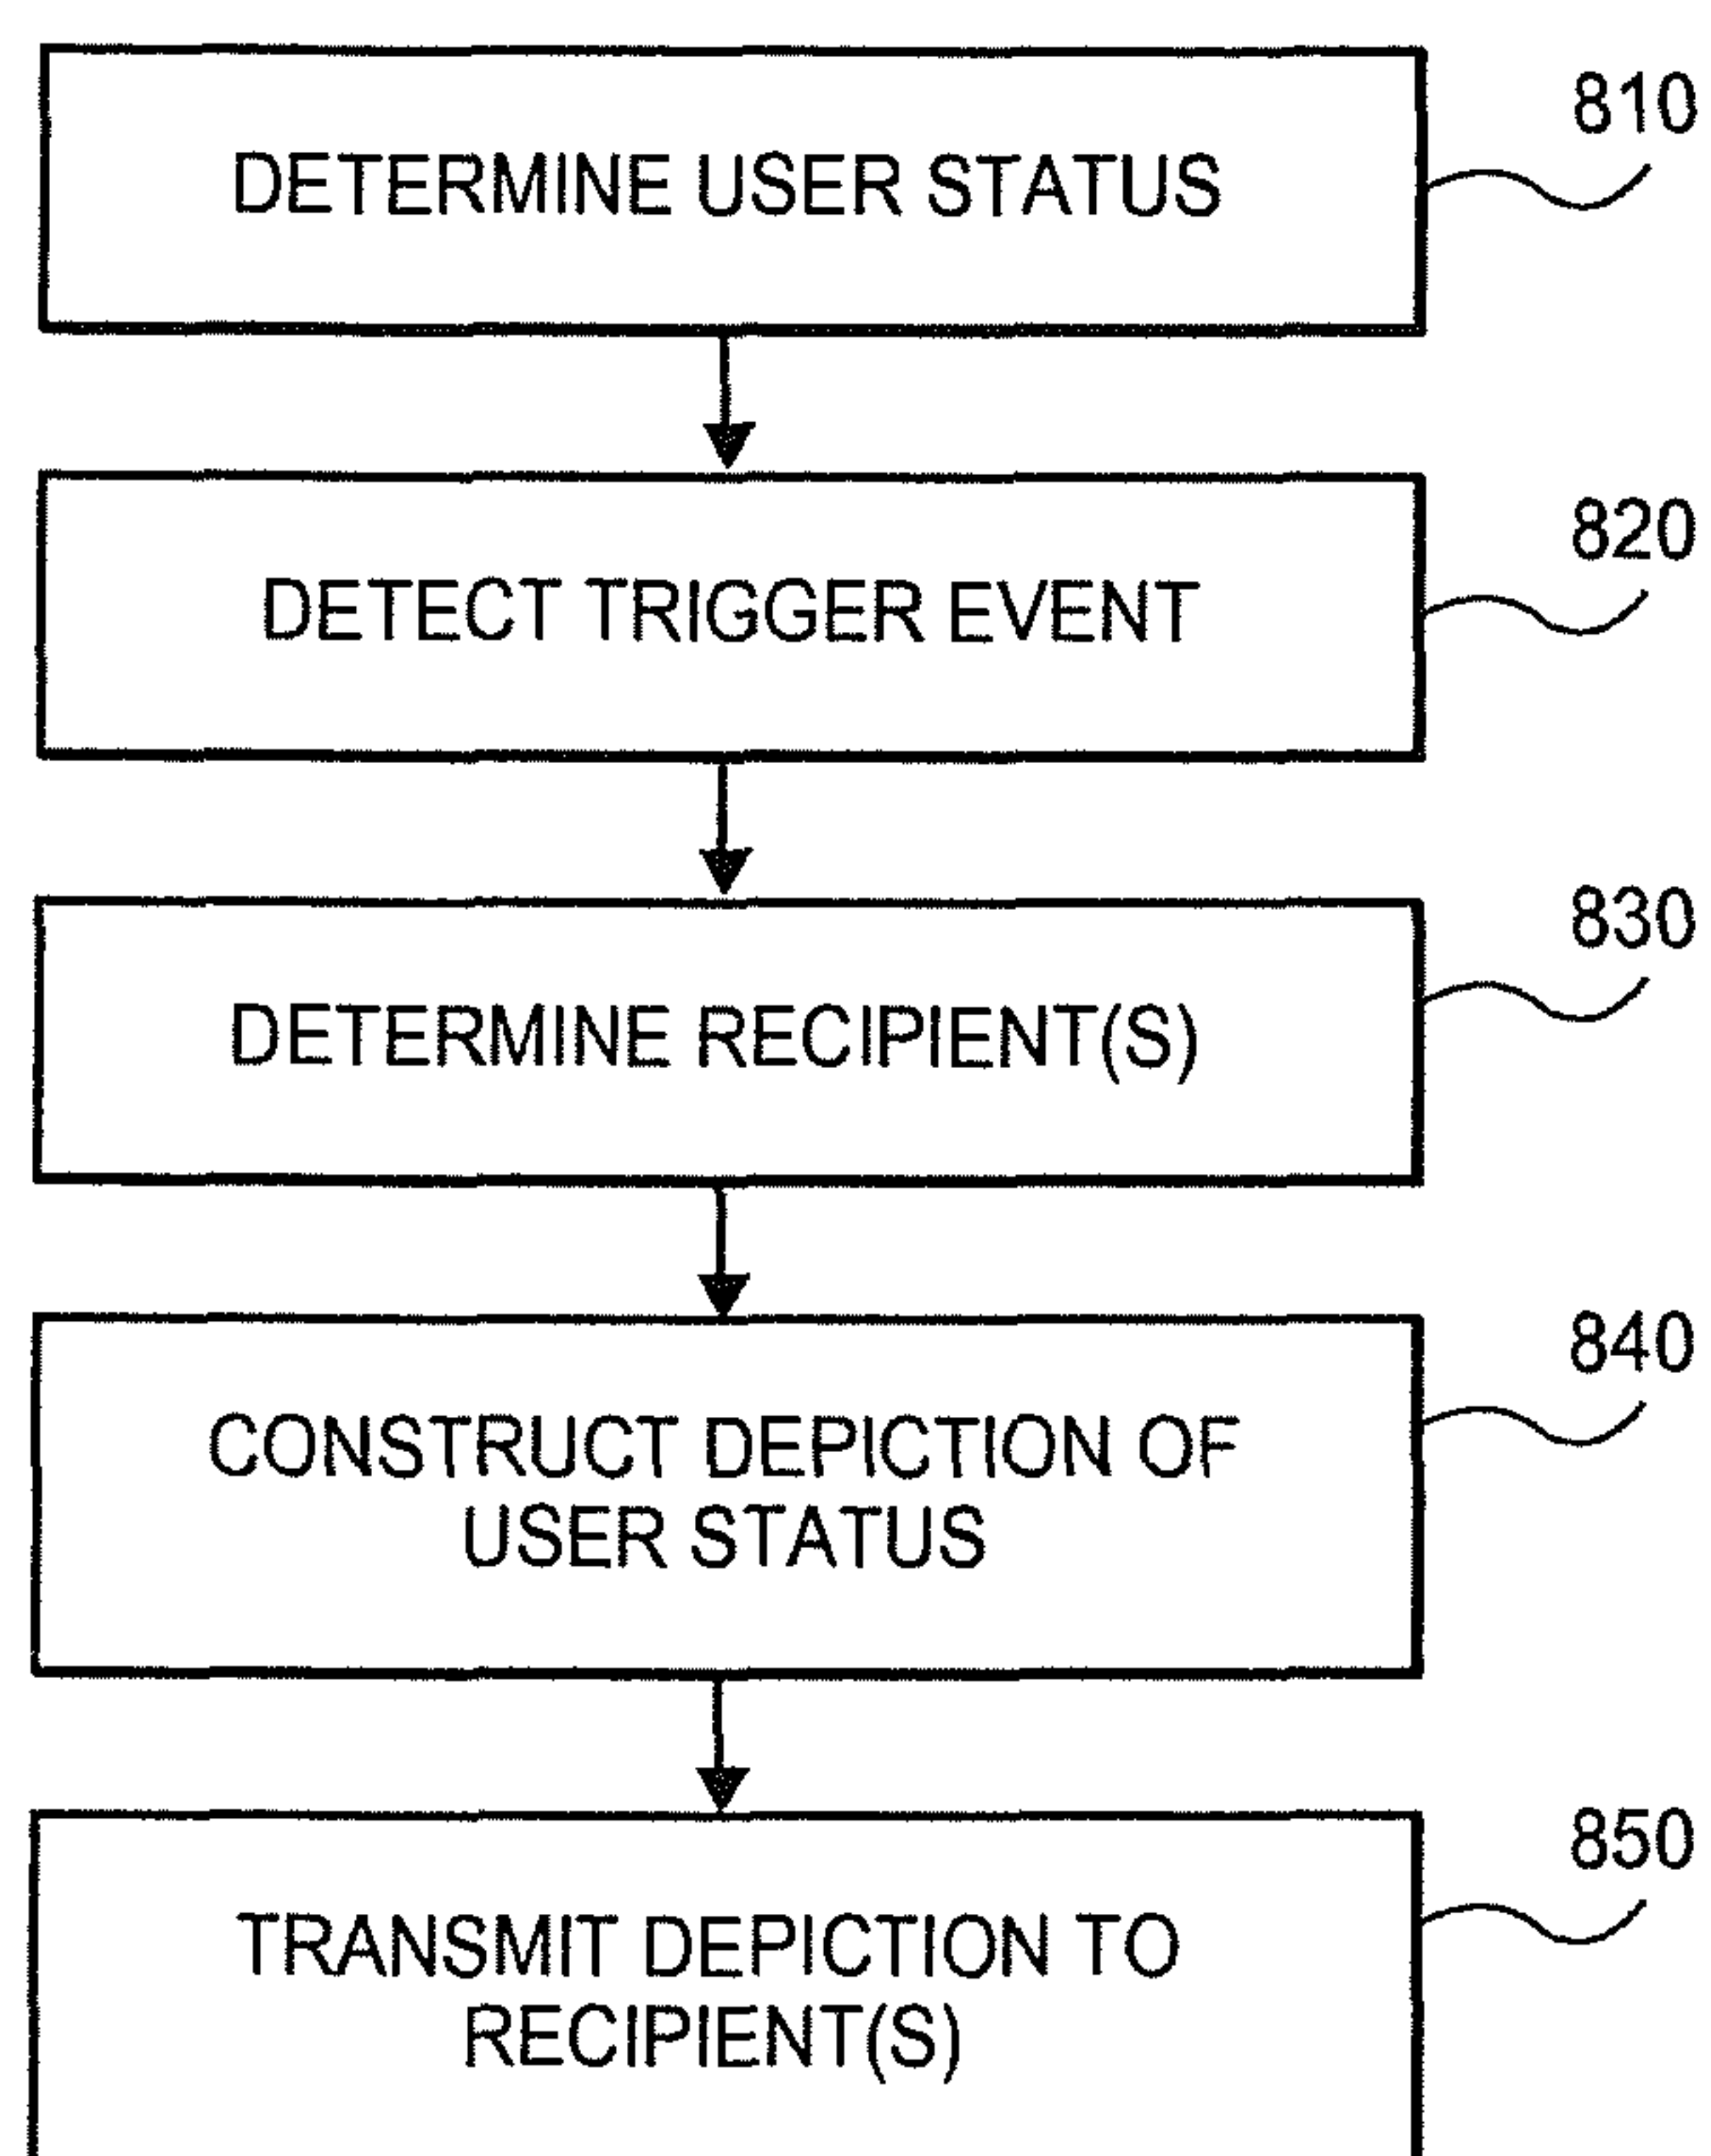 810
DETERMINE USER STATUS
820
DETECT TRIGGER EVENT
830
DETERMINE RECIPIENT(S)
840
CONSTRUCT DEPICTION OF
USER STATUS
850
TRANSMIT DEPICTION TO
RECIPIENT(S)